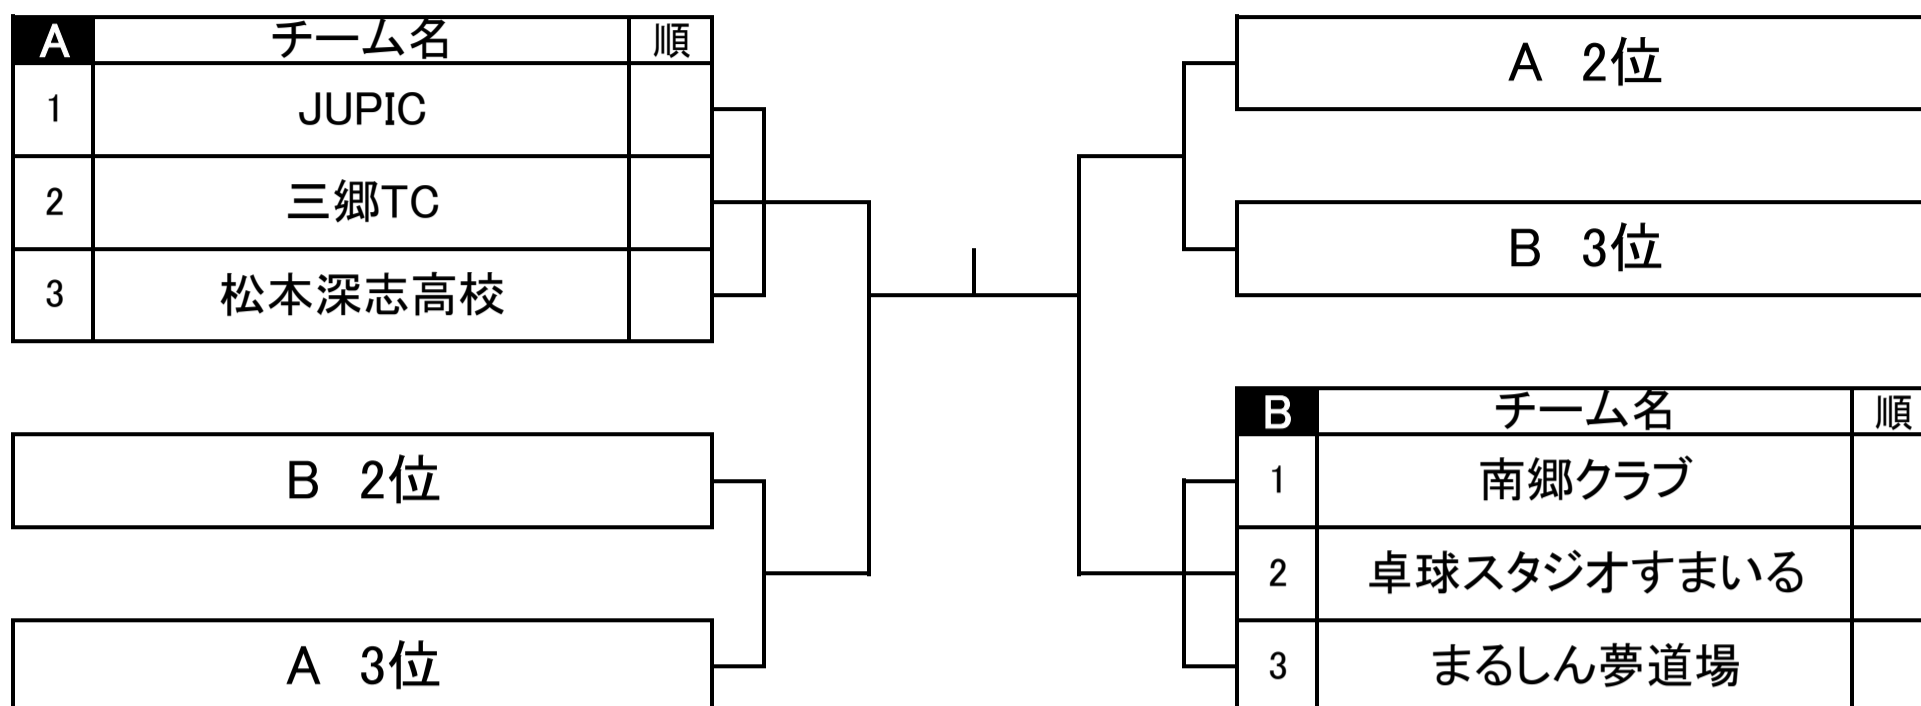 A チーム名 順
1 JUPIC
2 三郷TC
3 松本深志高校
B 2位
A 3位
A 2位
B 3位
B チーム名 順
1 南郷クラブ
2 卓球スタジオすまいる
3 まるしん夢道場